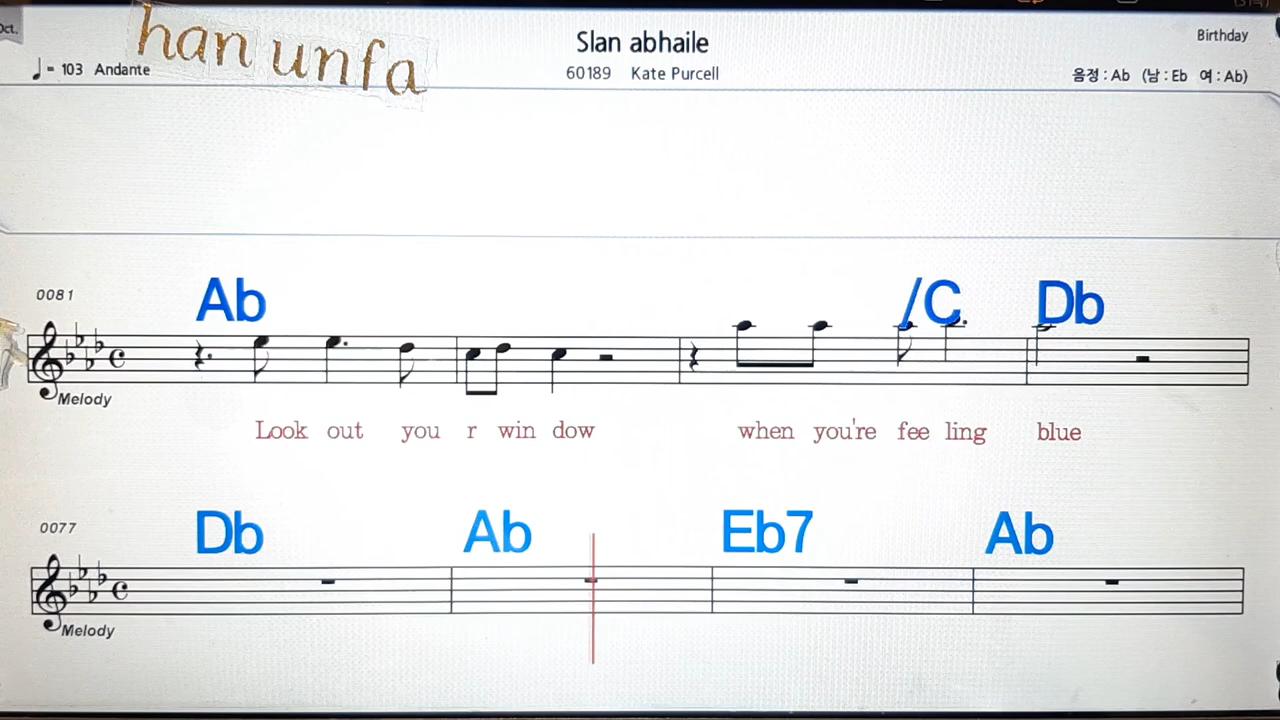 Oct.
han unfa
Slan abhaile
Birthday
= 103 Andante
60189 Kate Purcell
음정 : Ab (남 : Eb 여 : Ab)
0081
Ab /C Db
Melody
Look out you r win dow when you're fee ling blue
0077
Db Ab Eb7 Ab
Melody